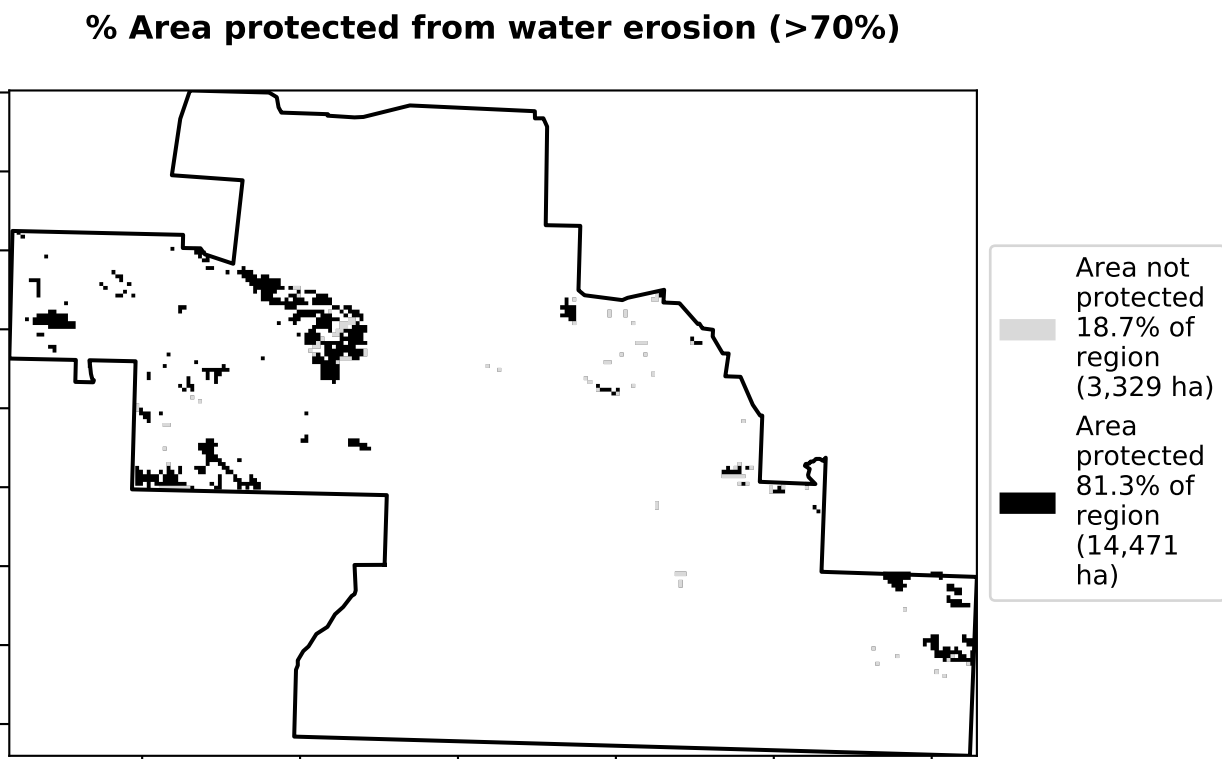 % Area protected from water erosion (>70%)
Area not
protected
18.7% of
region
(3,329 ha)
Area
protected
81.3% of
region
(14,471
ha)